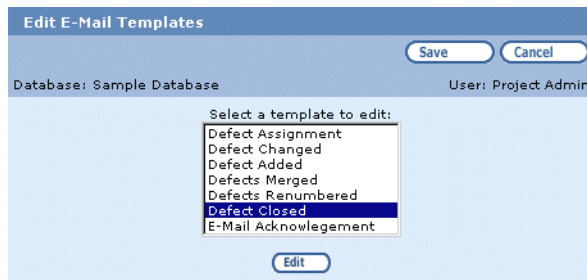 Edit E-Mail Templates
Save Cancel
Database: Sample Database User: Project Admin
Select a template to edit:
Defect Assignment
Defect Changed
Defect Added
Defects Merged
Defects Renumbered
Defect Closed
E-Mail Acknowlegement
Edit